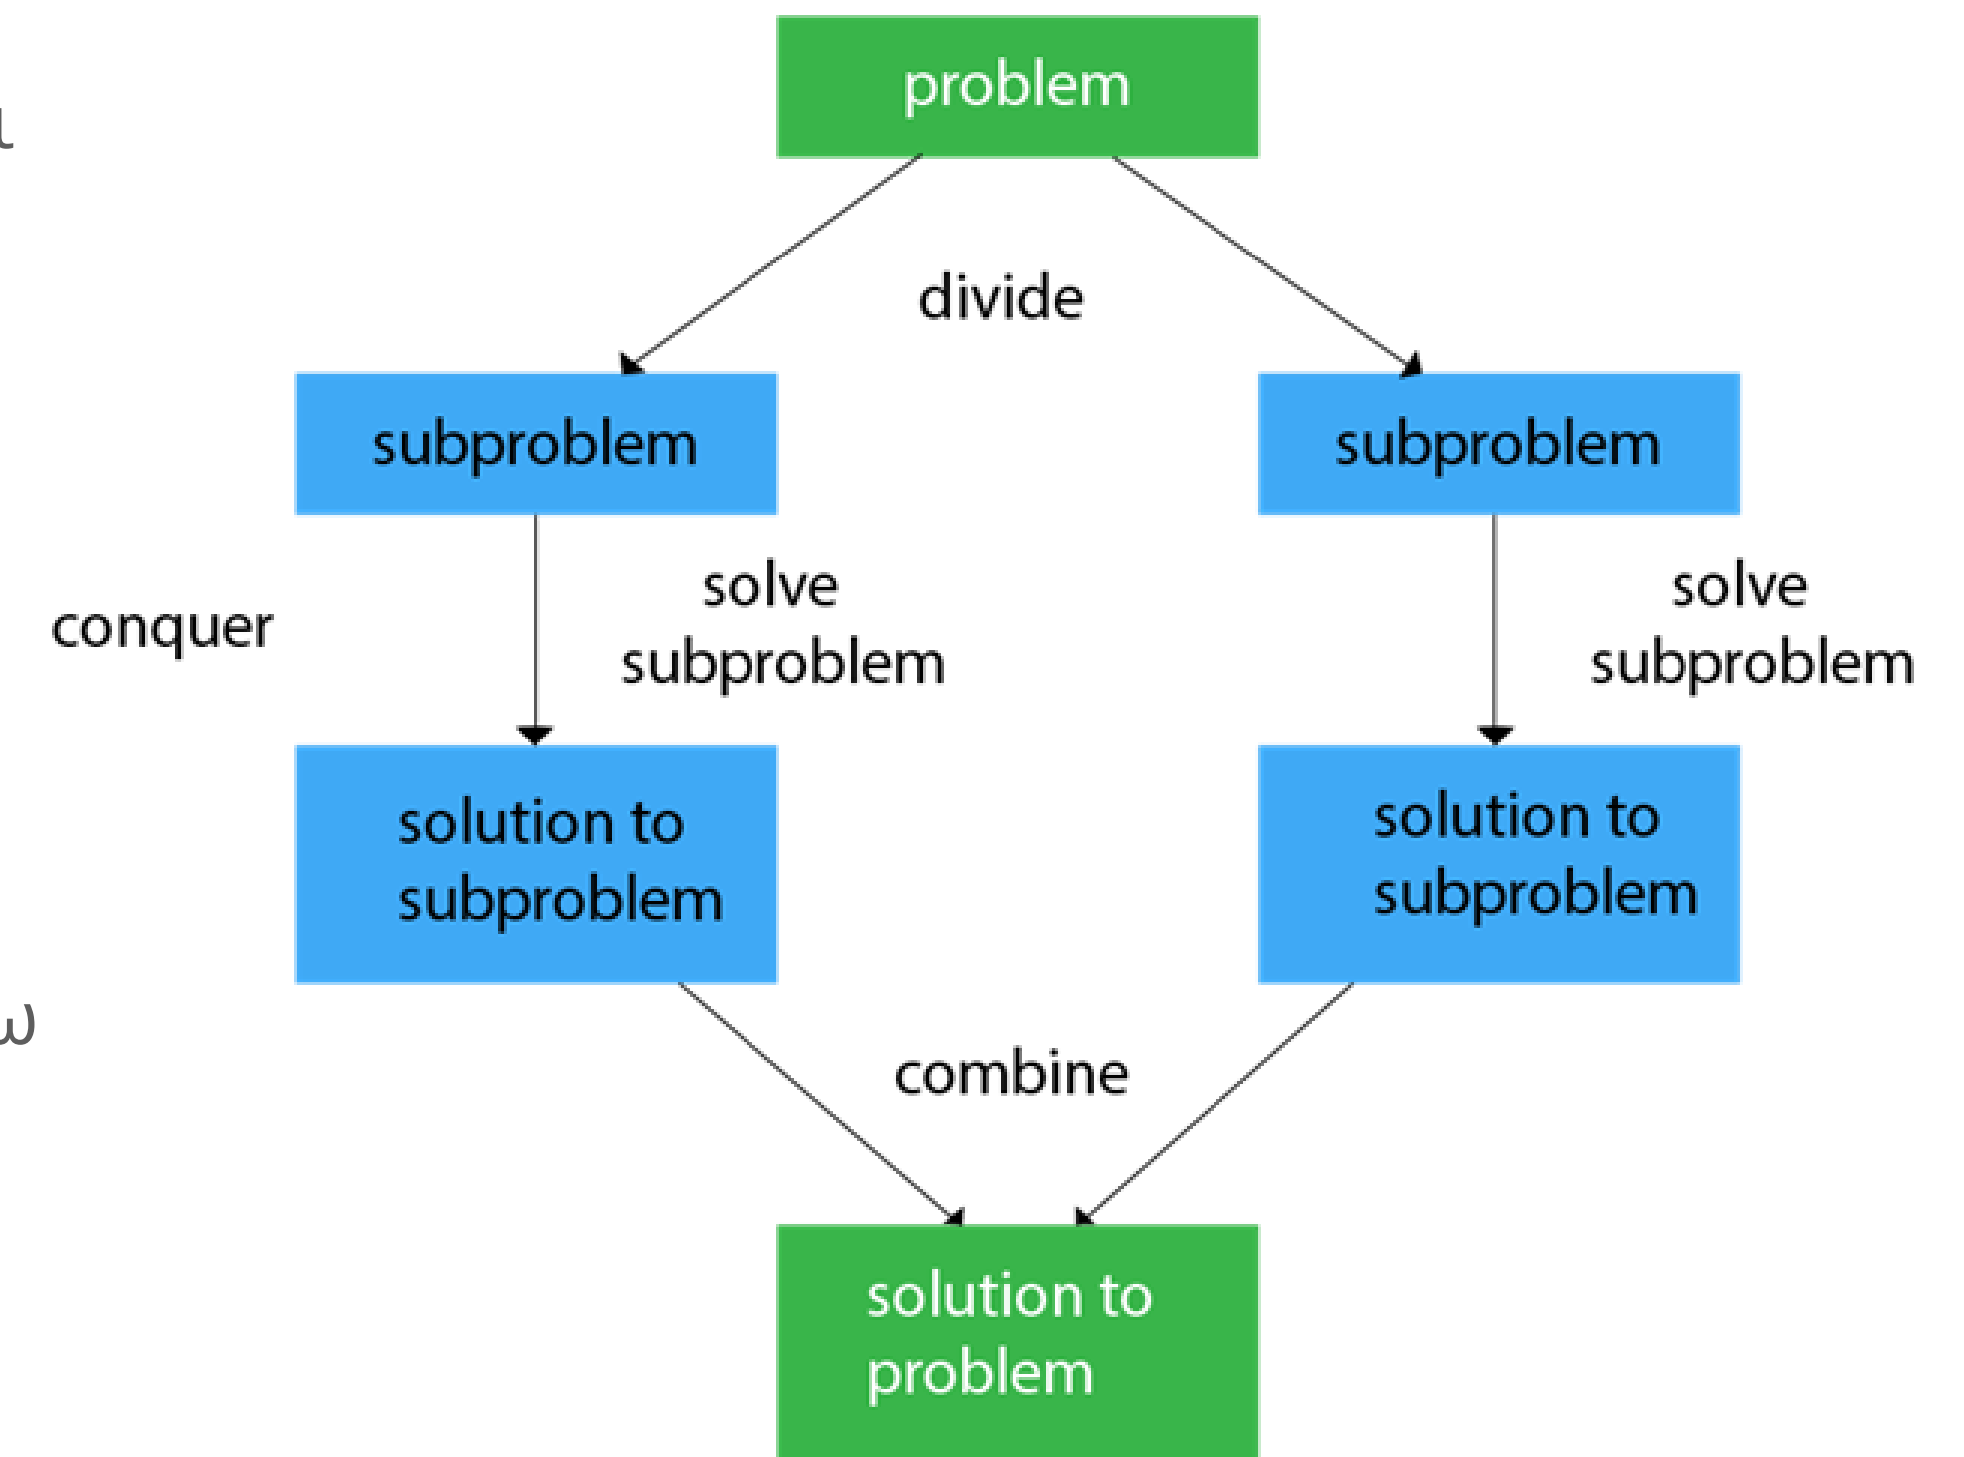 problem
divide
subproblem
subproblem
conquer
solve
subproblem
solve
subproblem
solution to
subproblem
solution to
subproblem
combine
solution to
problem